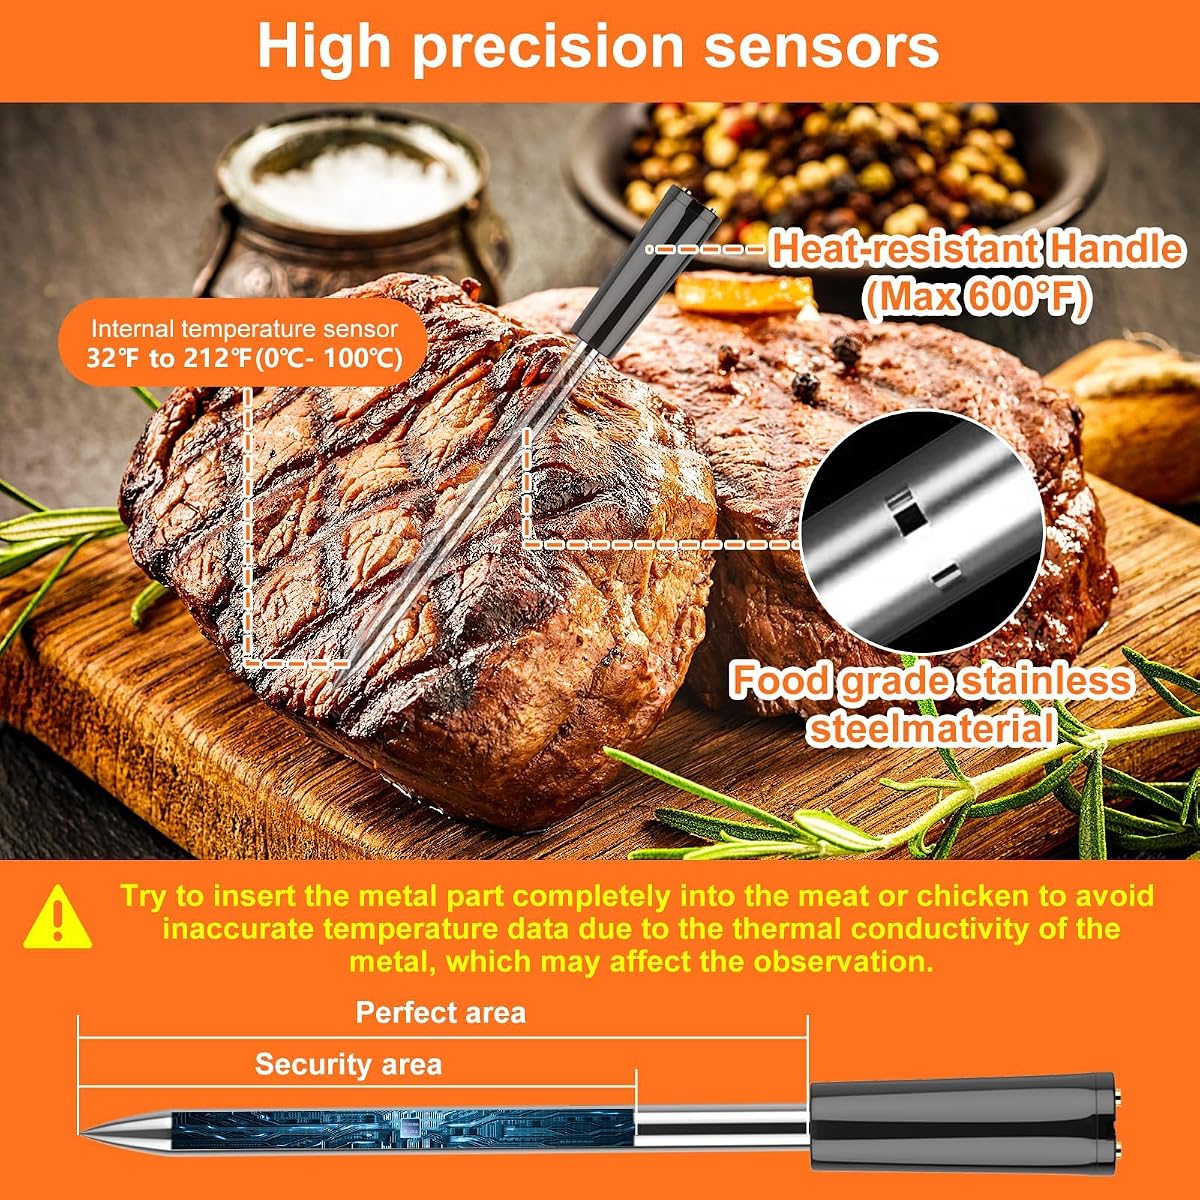 High precision sensors
Heat-resistant Handle
(Max 600°F)
Internal temperature sensor
32℉ to 212℉(0℃- 100℃)
Food grade stainless
steelmaterial
Try to insert the metal part completely into the meat or chicken to avoid
inaccurate temperature data due to the thermal conductivity of the
metal, which may affect the observation.
Perfect area
Security area